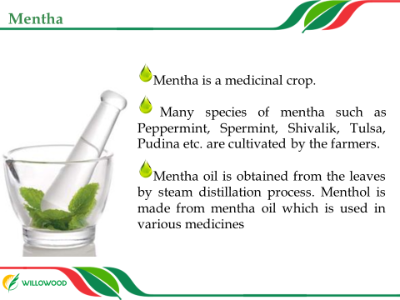 Mentha
Mentha is a medicinal crop.
Many species of mentha such as
Peppermint, Spermint, Shivalik, Tulsa,
Pudina etc. are cultivated by the farmers.
Mentha oil is obtained from the leaves
by steam distillation process. Menthol is
made from mentha oil which is used in
various medicines
WILLOWOOD